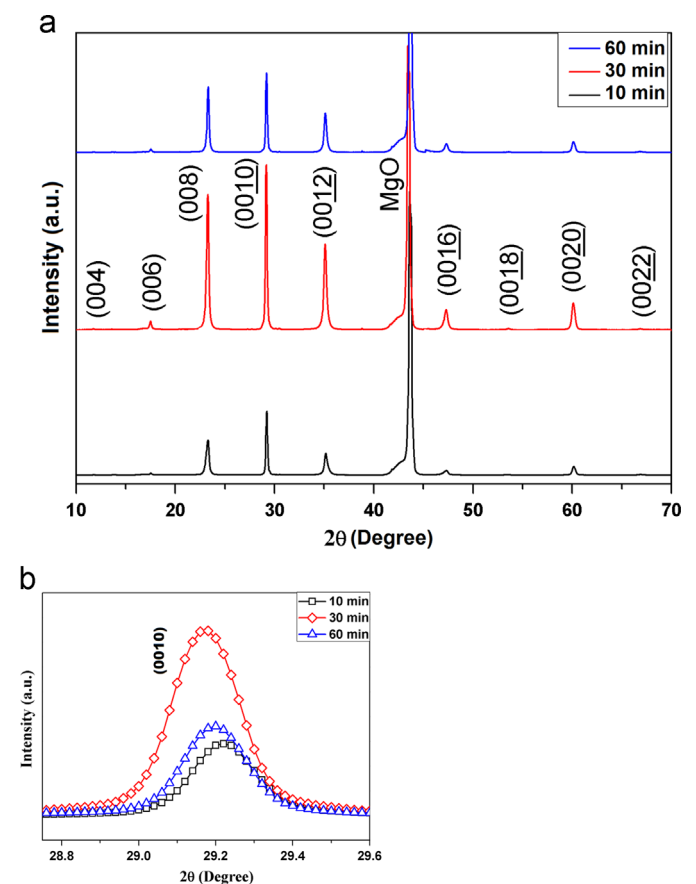 a
60 min
30 min
10 min
Intensity (a.u.)
(004)
(006)
(008)
(0010)
(0012)
MgO
(0016)
(0018)
(0020)
(0022)
10 20 30 40 50 60 70
2θ (Degree)
b
10 min
30 min
60 min
(0010)
Intensity (a.u.)
28.8 29.0 29.2 29.4 29.6
2θ (Degree)